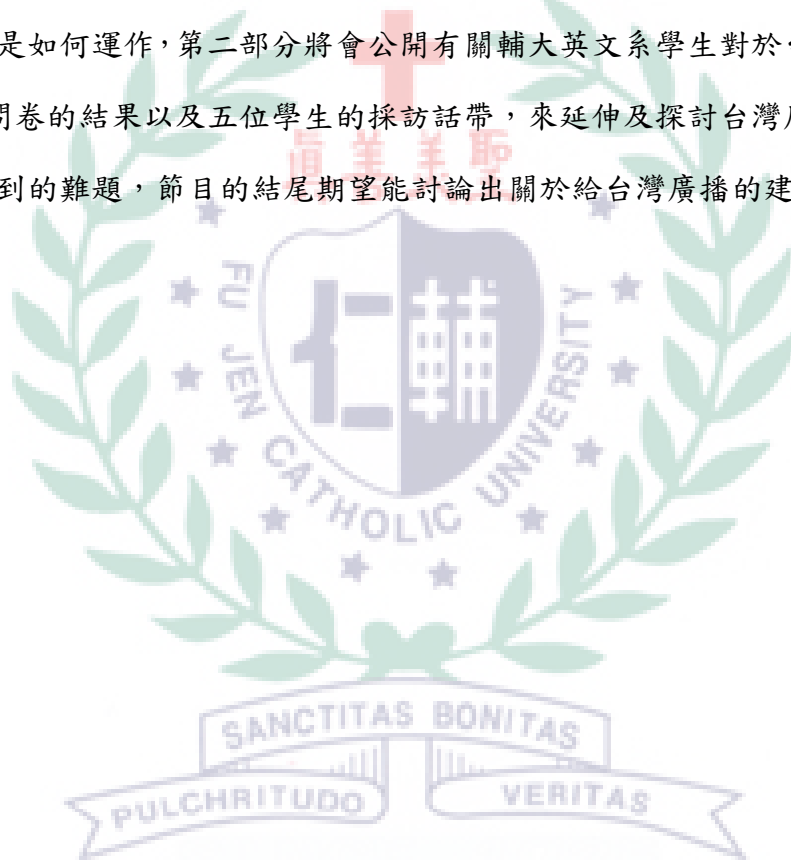 是如何運作，第二部分將會公開有關輔大英文系學生對於
問卷的結果以及五位學生的採訪話帶，來延伸及探討台灣
到的難題，節目的結尾期望能討論出關於給台灣廣播的建
真善美聖
FU JEN CATHOLIC UNIVERSITY
仁輔
SANCTITAS BONITAS
PULCHRITUDO VERITAS